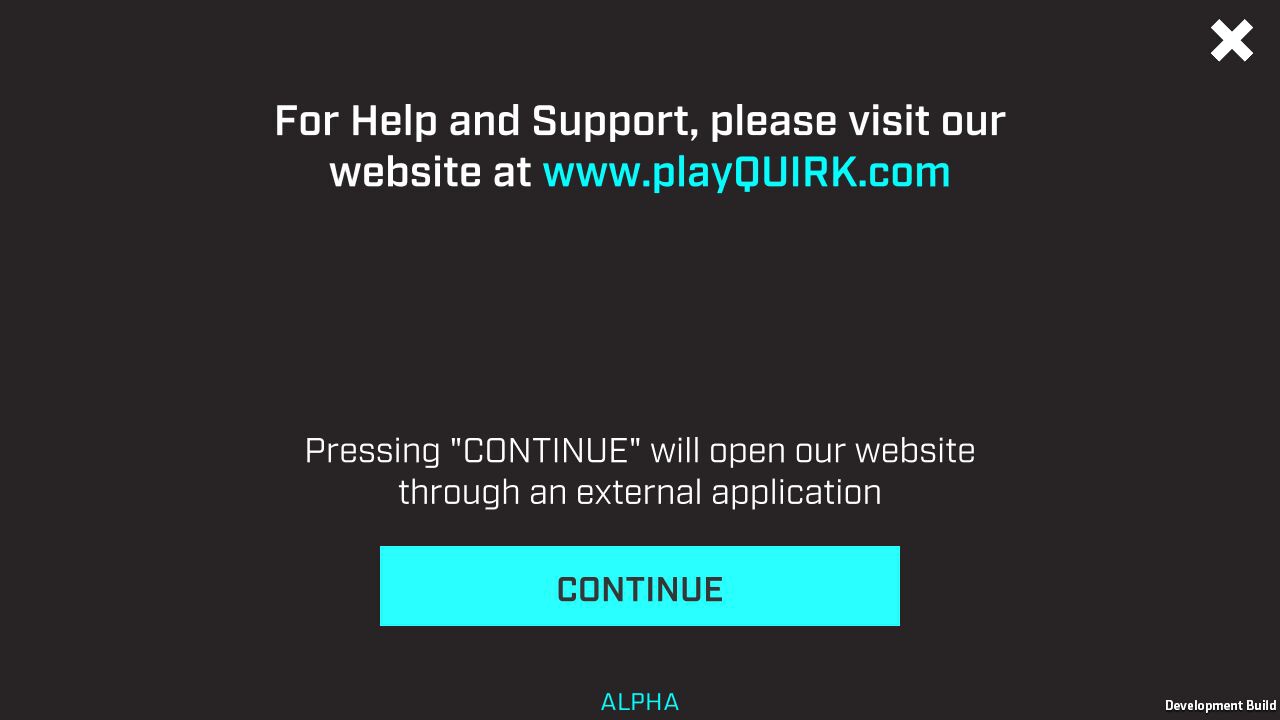 For Help and Support, please visit our
website at www.playQUIRK.com
Pressing "CONTINUE" will open our website
through an external application
CONTINUE
ALPHA
Development Build